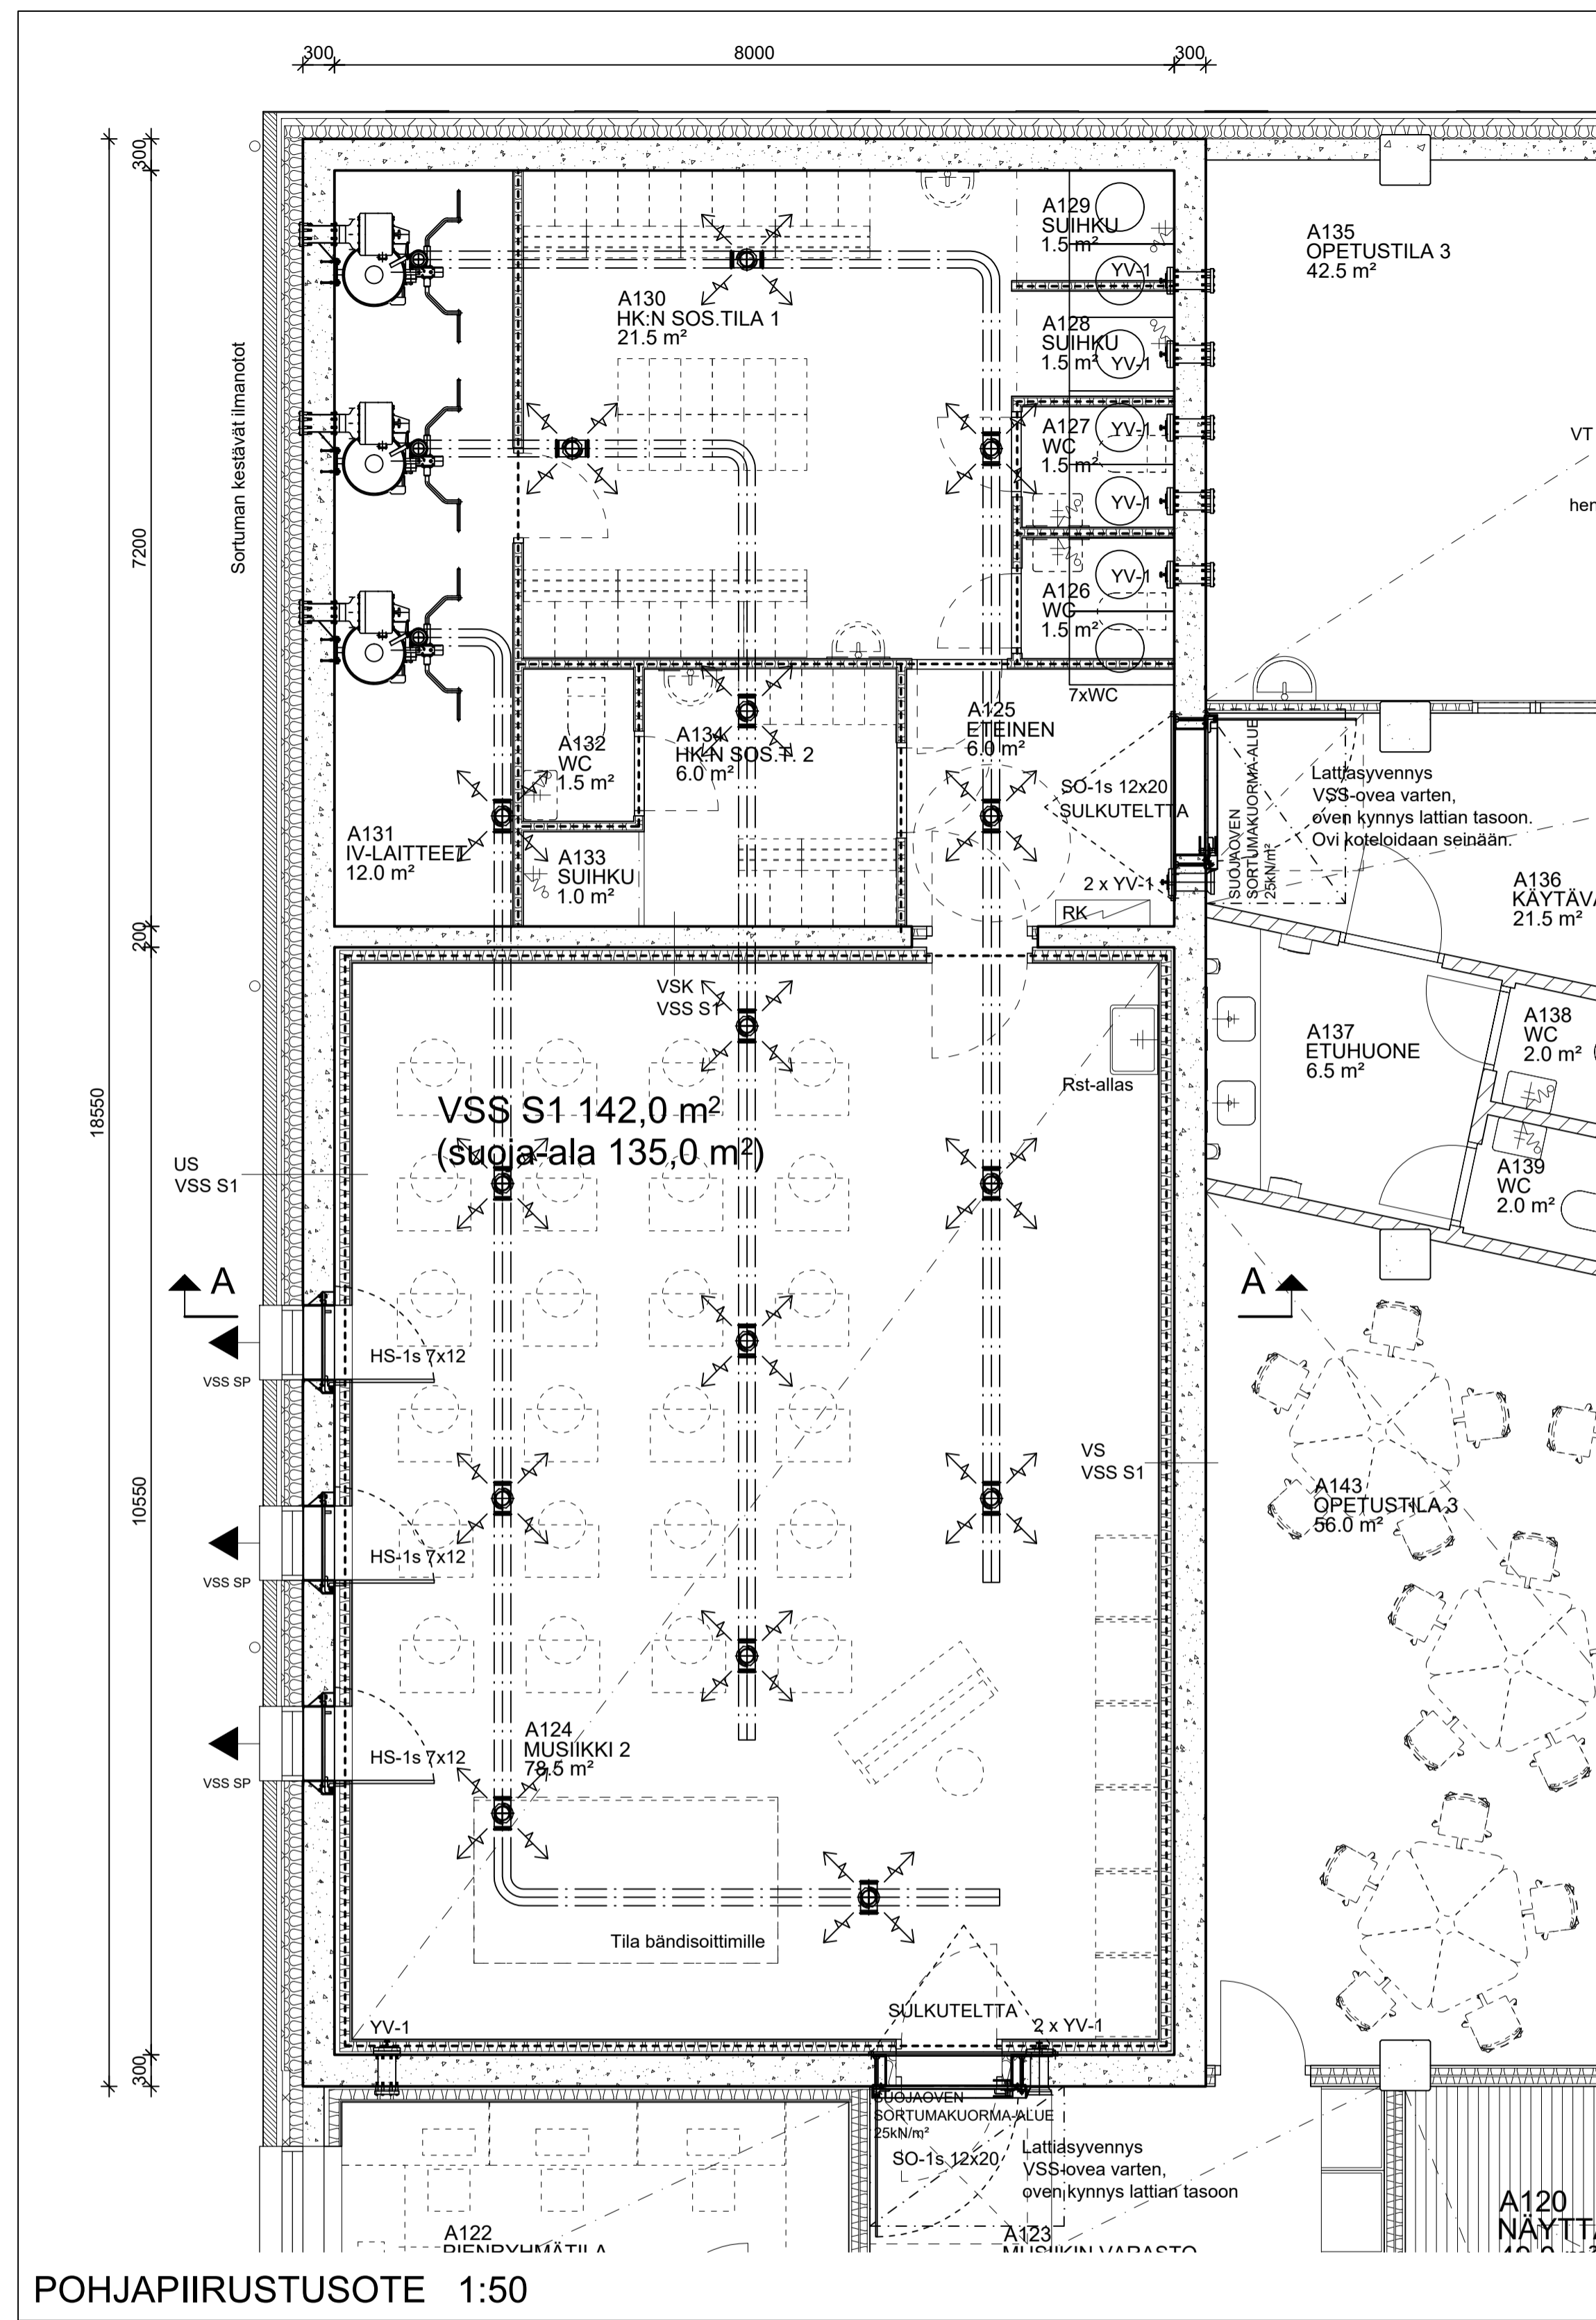 300
8000
300
300
7200
200
18550
10550
300
Sortuman kestävät ilmanotot
A129
SUIHKU
1.5 m²
YV-1
A128
SUIHKU
1.5 m²
YV-1
A127
WC
1.5 m²
YV-1
YV-1
A126
WC
1.5 m²
YV-1
7xWC
A130
HK:N SOS.TILA 1
21.5 m²
A135
OPETUSTILA 3
42.5 m²
VT
A132
WC
1.5 m²
A134
HK:N SOS.T. 2
6.0 m²
A125
ETEINEN
6.0 m²
SO-1s 12x20
SULKUTELTTA
2 x YV-1
RK
SUOJAOVEN
SORTUMAKUORMA-ALUE
25kN/m²
Lattiasyvennys
VSS-ovea varten,
oven kynnys lattian tasoon.
Ovi koteloidaan seinään.
A131
IV-LAITTEET
12.0 m²
A133
SUIHKU
1.0 m²
A136
21.5 m²
VSK
VSS S1
Rst-allas
A137
ETUHUONE
6.5 m²
A138
WC
2.0 m²
A139
WC
2.0 m²
VSS S1 142,0 m²
(suoja-ala 135,0 m²)
US
VSS S1
A
A
HS-1s 7x12
VSS SP
HS-1s 7x12
VSS SP
HS-1s 7x12
VSS SP
VS
VSS S1
A143
OPETUSTILA 3
56.0 m²
A124
MUSIIKKI 2
78.5 m²
Tila bändisoittimille
YV-1
SULKUTELTTA
2 x YV-1
SUOJAOVEN
SORTUMAKUORMA-ALUE
25kN/m²
SO-1s 12x20
Lattiasyvennys
VSS-ovea varten,
oven kynnys lattian tasoon
A122
PIENRYHMÄTILA
A123
MUSIIKIN VARASTO
A120
POHJAPIIRUSTUSOTE 1:50